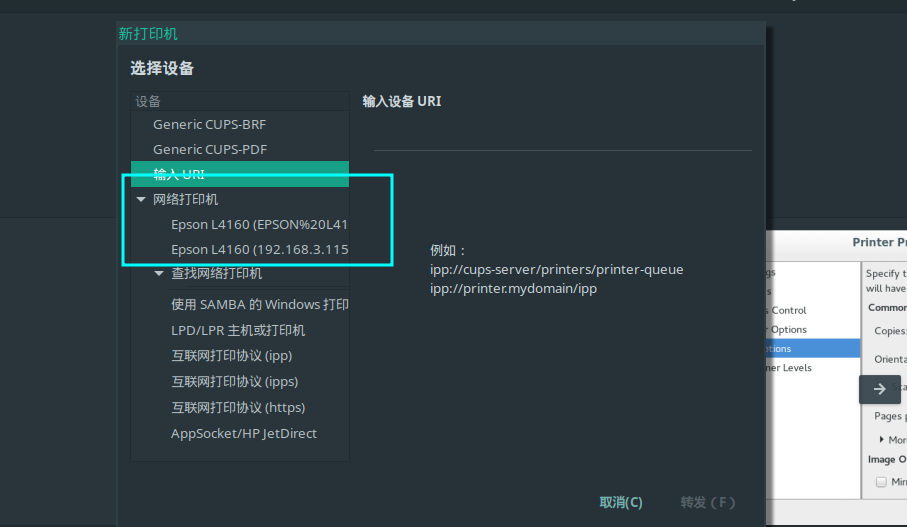 新打印机
选择设备
设备
Generic CUPS-BRF
Generic CUPS-PDF
输入 URI
网络打印机
Epson L4160 (EPSON%20L41
Epson L4160 (192.168.3.115
查找网络打印机
使用 SAMBA 的 Windows 打印
LPD/LPR 主机或打印机
互联网打印协议 (ipp)
互联网打印协议 (ipps)
互联网打印协议 (https)
AppSocket/HP JetDirect
输入设备 URI
例如：
ipp://cups-server/printers/printer-queue
ipp://printer.mydomain/ipp
取消(C)
转发（F）
Printer Pr
Control
Options
Levels
Specify t
will have
Common
Copies:
Orienta
Pages p
Mor
Image O
Min